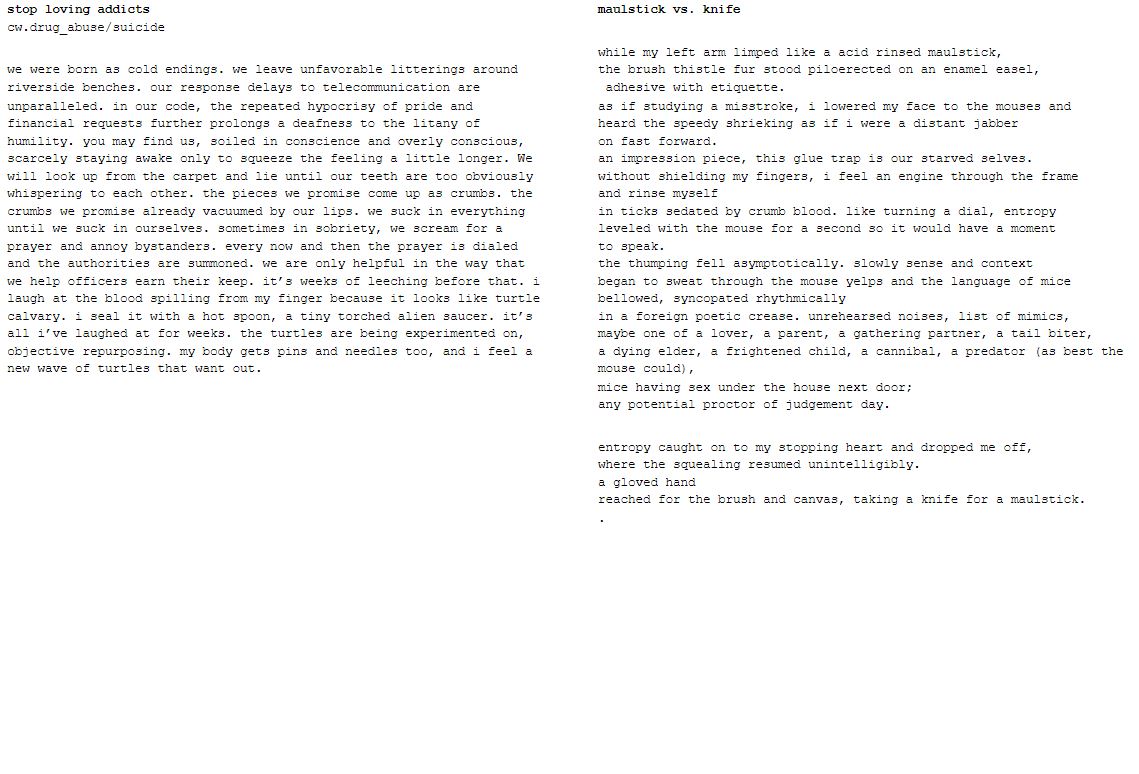 stop loving addicts
cw.drug_abuse/suicide
we were born as cold endings. we leave unfavorable litterings around
riverside benches. our response delays to telecommunication are
unparalleled. in our code, the repeated hypocrisy of pride and
financial requests further prolongs a deafness to the litany of
humility. you may find us, soiled in conscience and overly conscious,
scarcely staying awake only to squeeze the feeling a little longer. We
will look up from the carpet and lie until our teeth are too obviously
whispering to each other. the pieces we promise come up as crumbs. the
crumbs we promise already vacuumed by our lips. we suck in everything
until we suck in ourselves. sometimes in sobriety, we scream for a
prayer and annoy bystanders. every now and then the prayer is dialed
and the authorities are summoned. we are only helpful in the way that
we help officers earn their keep. it’s weeks of leeching before that. i
laugh at the blood spilling from my finger because it looks like turtle
calvary. i seal it with a hot spoon, a tiny torched alien saucer. it’s
all i’ve laughed at for weeks. the turtles are being experimented on,
objective repurposing. my body gets pins and needles too, and i feel a
new wave of turtles that want out.
maulstick vs. knife
while my left arm limped like a acid rinsed maulstick,
the brush thistle fur stood piloerected on an enamel easel,
adhesive with etiquette.
as if studying a misstroke, i lowered my face to the mouses and
heard the speedy shrieking as if i were a distant jabber
on fast forward.
an impression piece, this glue trap is our starved selves.
without shielding my fingers, i feel an engine through the frame
and rinse myself
in ticks sedated by crumb blood. like turning a dial, entropy
leveled with the mouse for a second so it would have a moment
to speak.
the thumping fell asymptotically. slowly sense and context
began to sweat through the mouse yelps and the language of mice
bellowed, syncopated rhythmically
in a foreign poetic crease. unrehearsed noises, list of mimics,
maybe one of a lover, a parent, a gathering partner, a tail biter,
a dying elder, a frightened child, a cannibal, a predator (as best the
mouse could),
mice having sex under the house next door;
any potential proctor of judgement day.
entropy caught on to my stopping heart and dropped me off,
where the squealing resumed unintelligibly.
a gloved hand
reached for the brush and canvas, taking a knife for a maulstick.
.